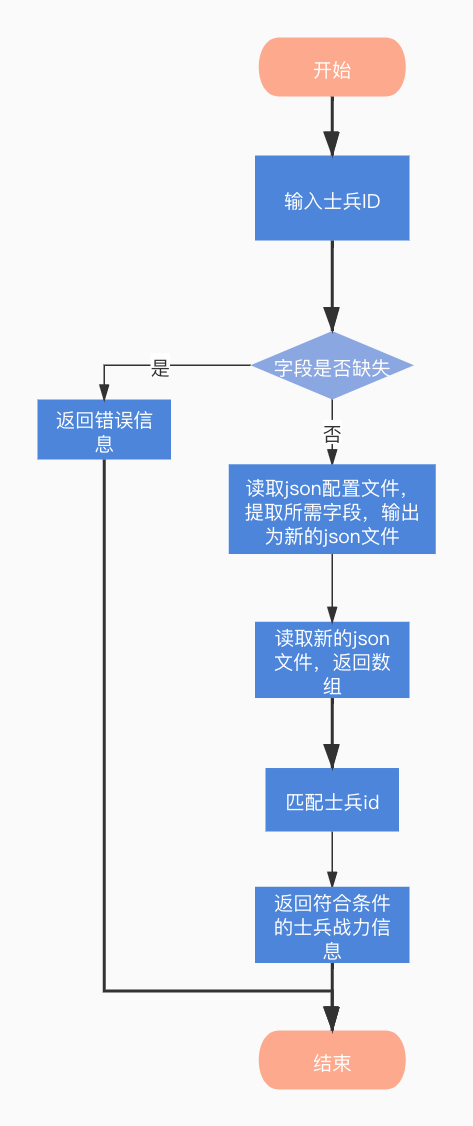 开始
输入士兵ID
字段是否缺失
是
返回错误信
息
否
读取json配置文件，
提取所需字段，输出
为新的json文件
读取新的json
文件，返回数
组
匹配士兵id
返回符合条件
的士兵战力信
息
结束